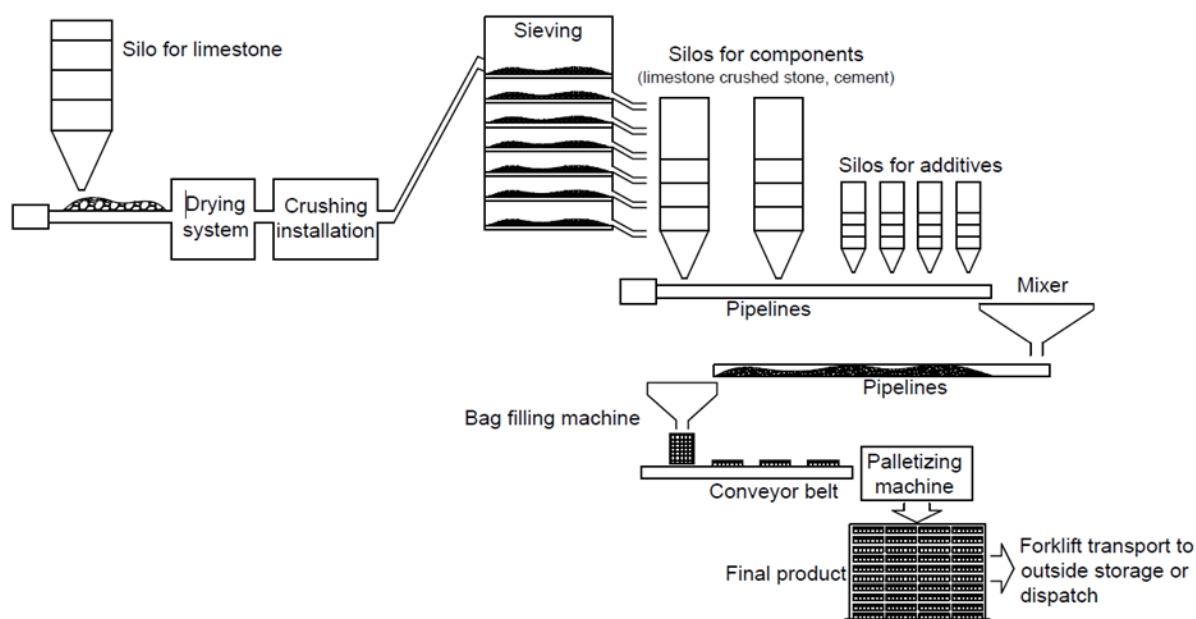 Silo for limestone
Drying
system
Crushing
installation
Sieving
Silos for components
(limestone crushed stone, cement)
Silos for additives
Pipelines
Mixer
Pipelines
Bag filling machine
Conveyor belt
Palletizing
machine
Final product
Forklift transport to
outside storage or
dispatch